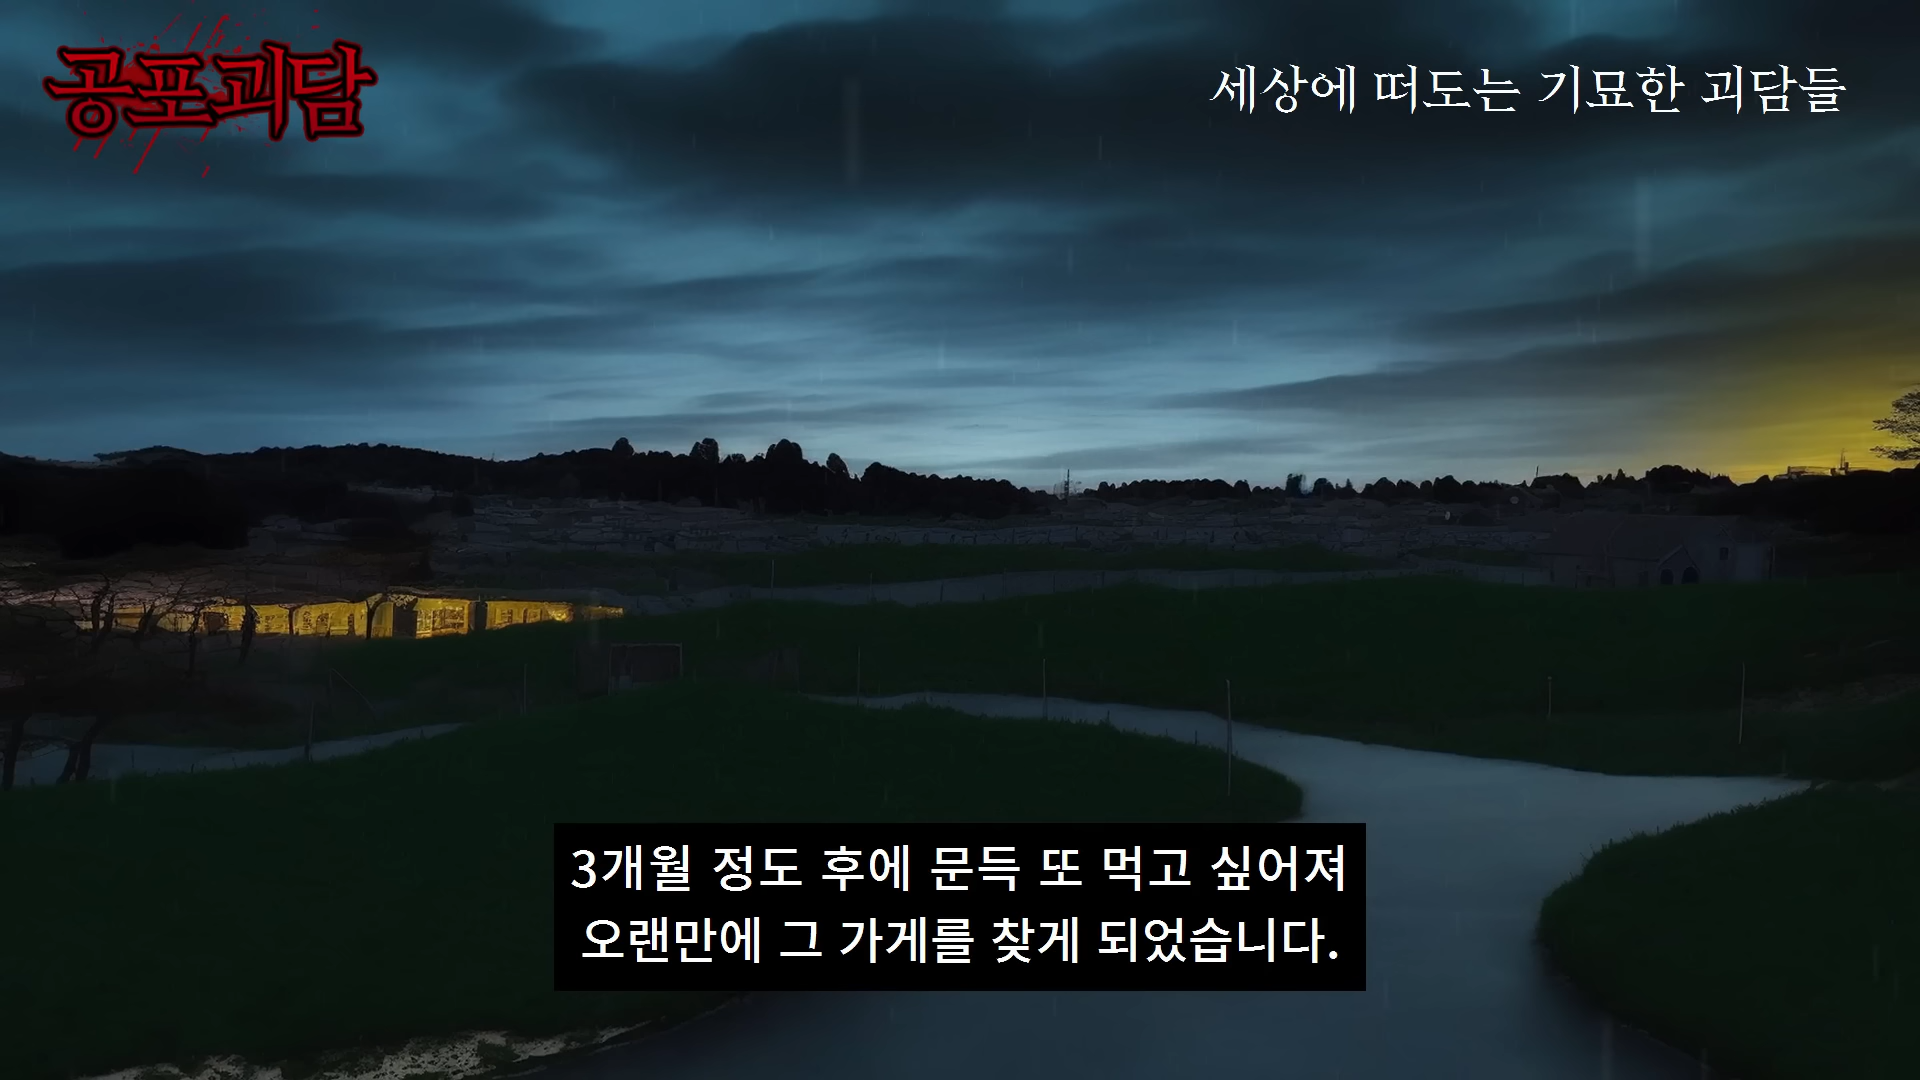 공포괴담
세상에 떠도는 기묘한 괴담들
3개월 정도 후에 문득 또 먹고 싶어져
오랜만에 그 가게를 찾게 되었습니다.